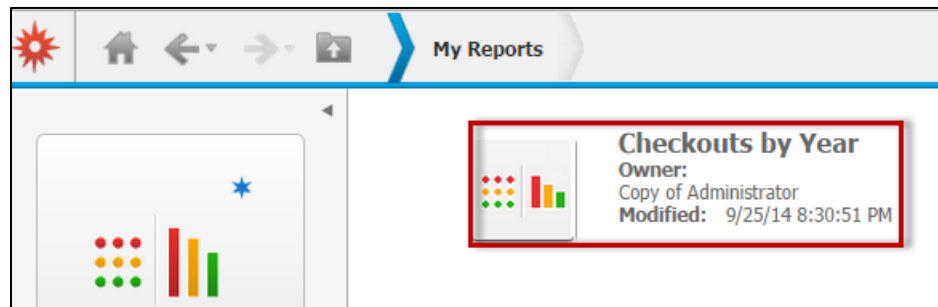 My Reports
Checkouts by Year
Owner:
Copy of Administrator
Modified: 9/25/14 8:30:51 PM